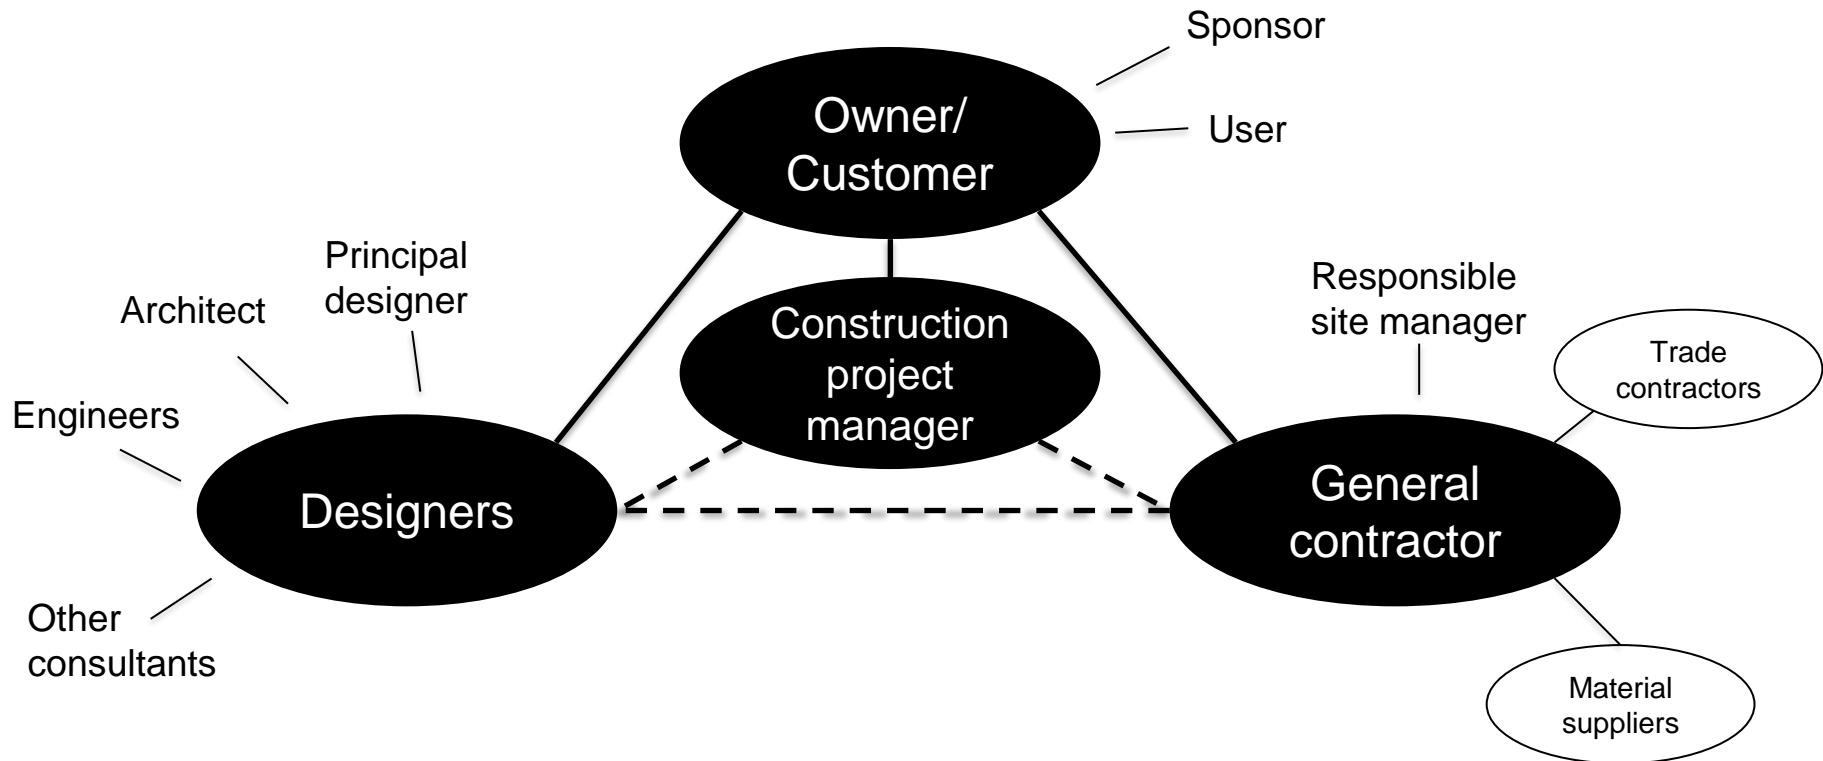 Sponsor
Owner/
Customer
User
Principal
designer
Architect
Responsible
site manager
Construction
project
manager
Trade
contractors
Engineers
Designers
General
contractor
Other
consultants
Material
suppliers